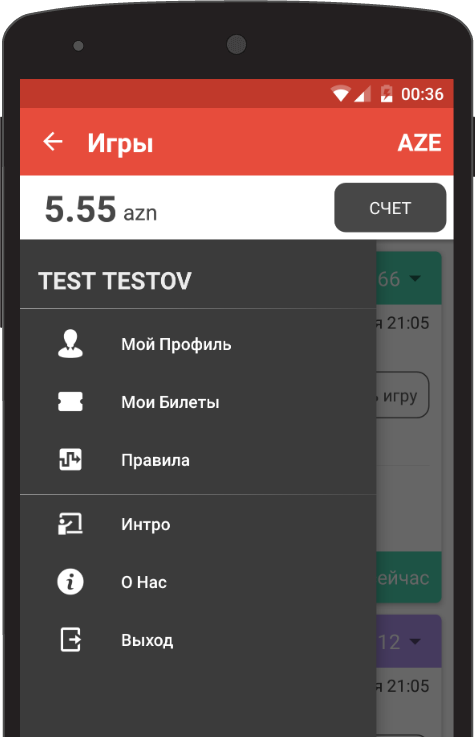 00:36
Игры
AZE
5.55 azn
СЧЕТ
TEST TESTOV
66
21:05
Мой Профиль
игру
Мои Билеты
Правила
Интро
О Нас
Выход
12
21:05